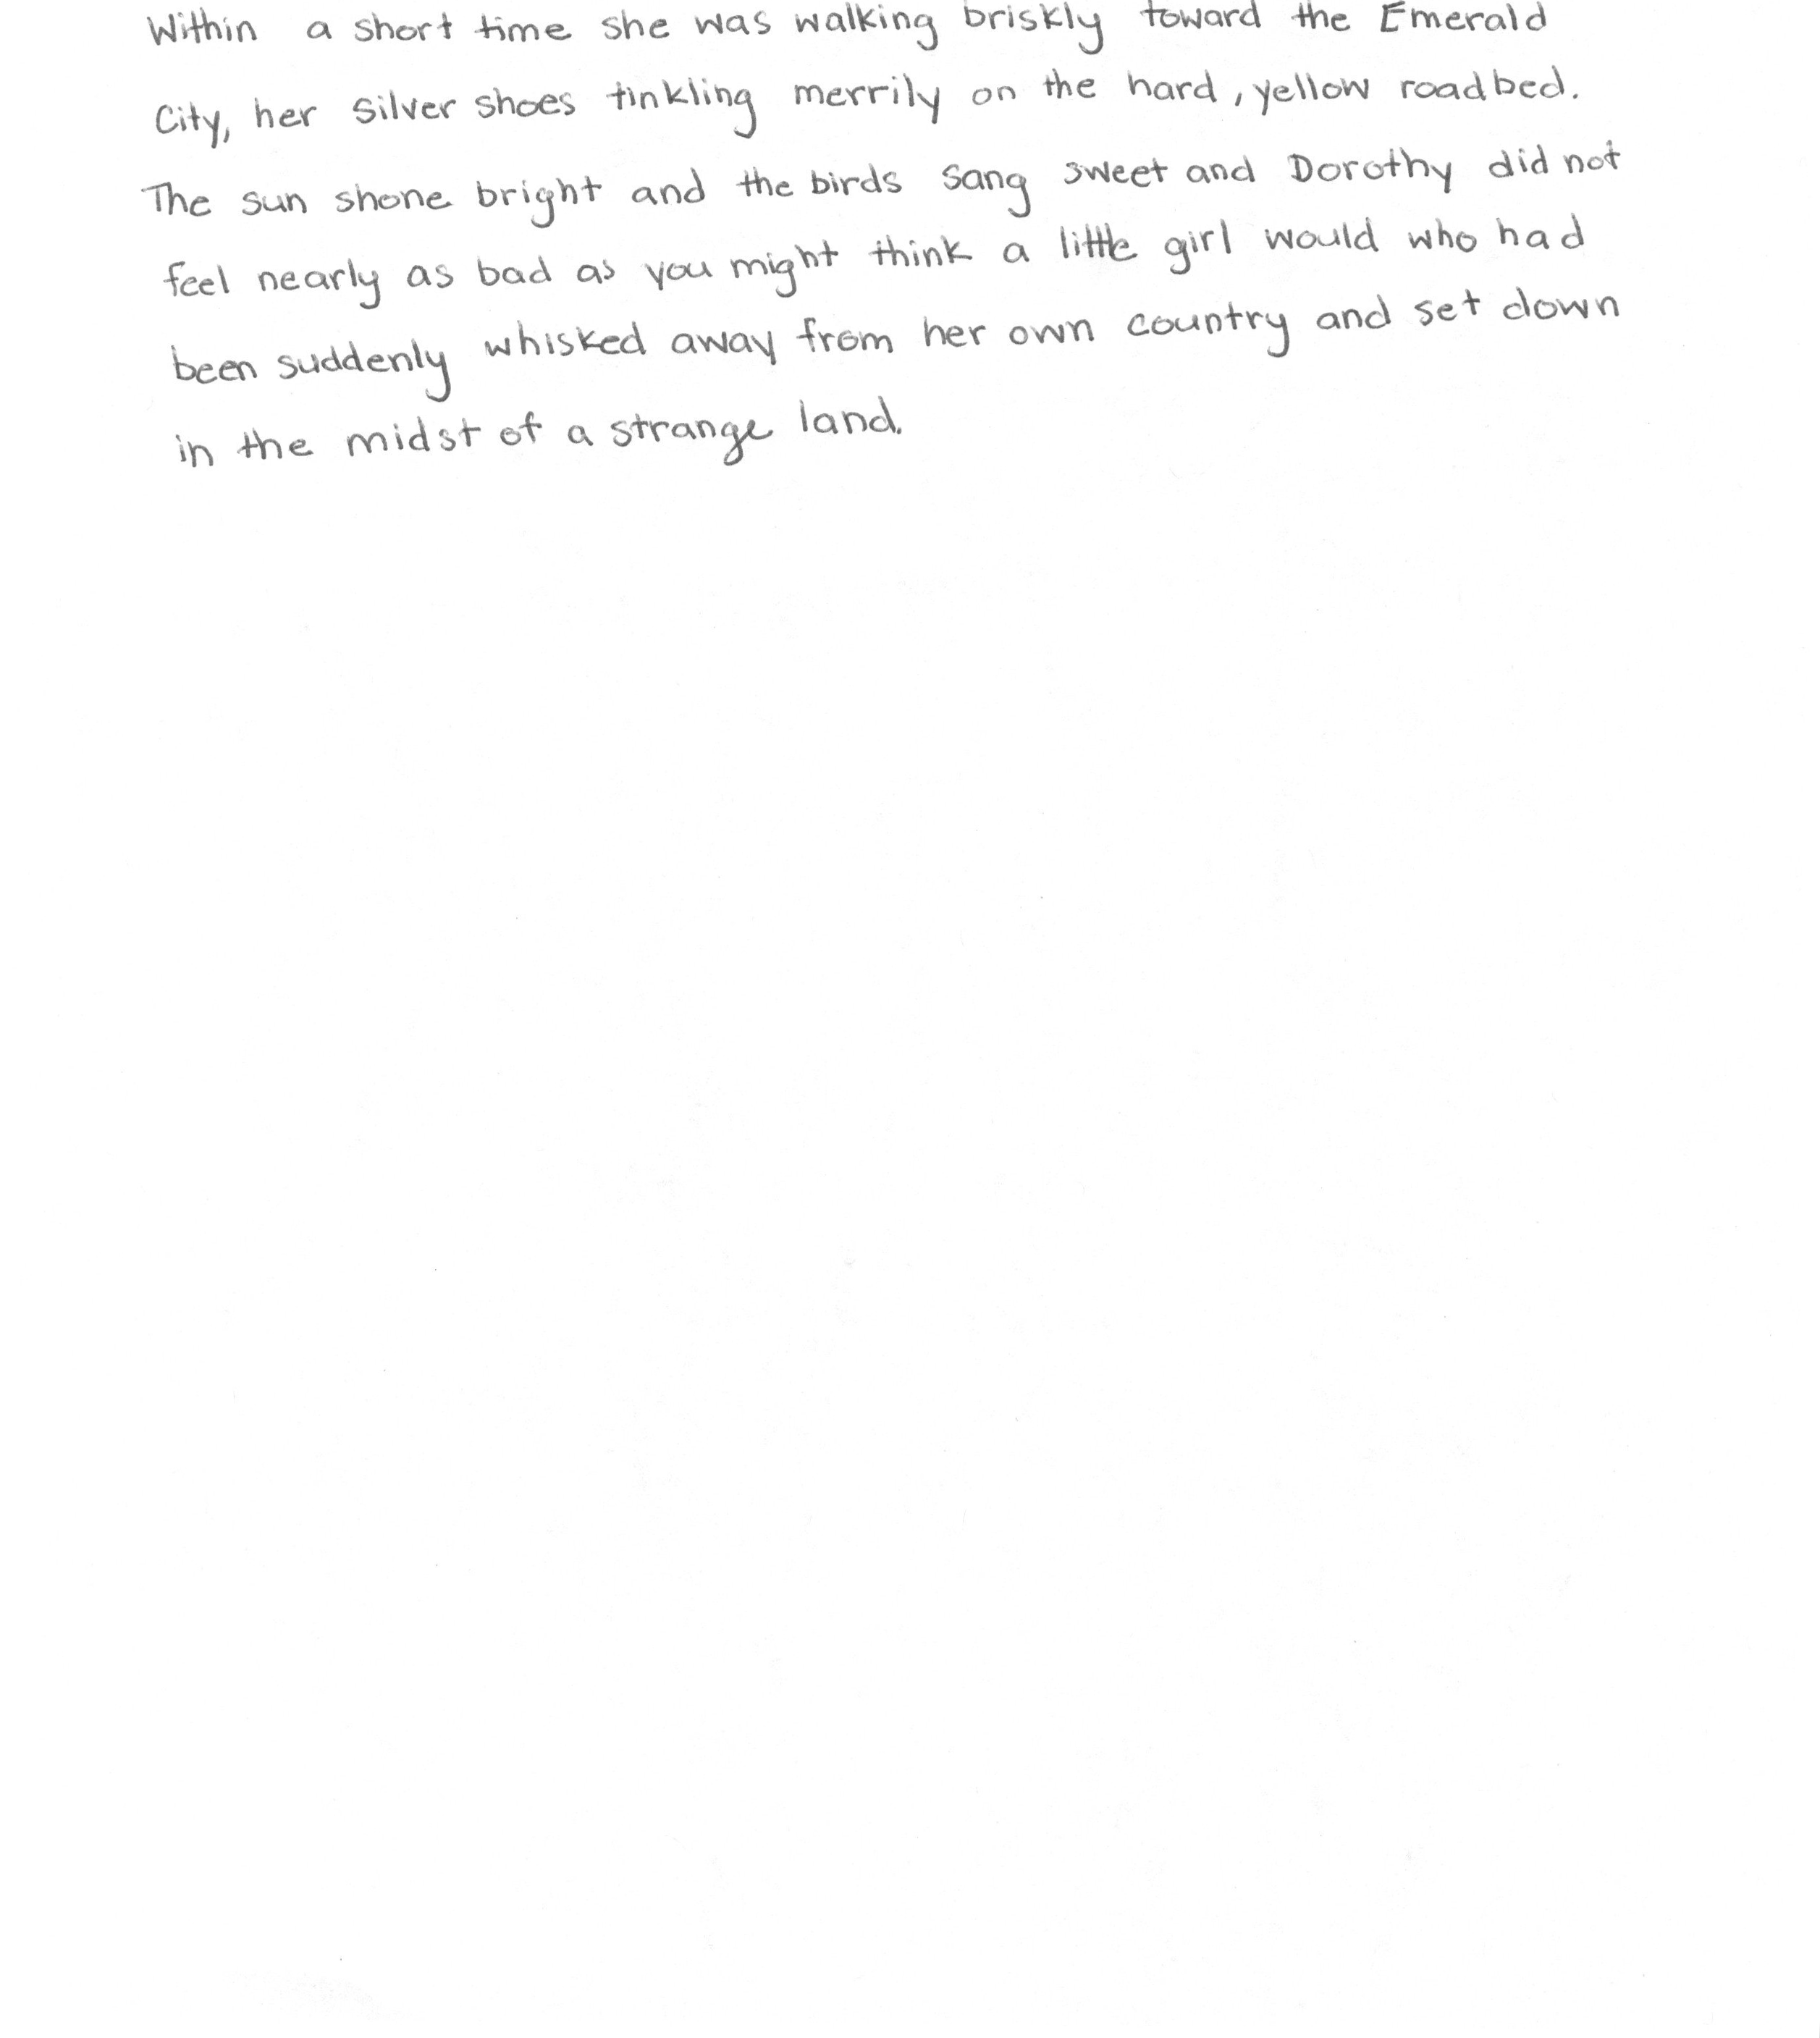 Within a short time she was walking briskly toward the Emerald
City, her silver shoes tinkling merrily on the hard, yellow roadbed.
The sun shone bright and the birds sang sweet and Dorothy did not
feel nearly as bad as you might think a little girl would who had
been suddenly whisked away from her own country and set down
in the midst of a strange land.